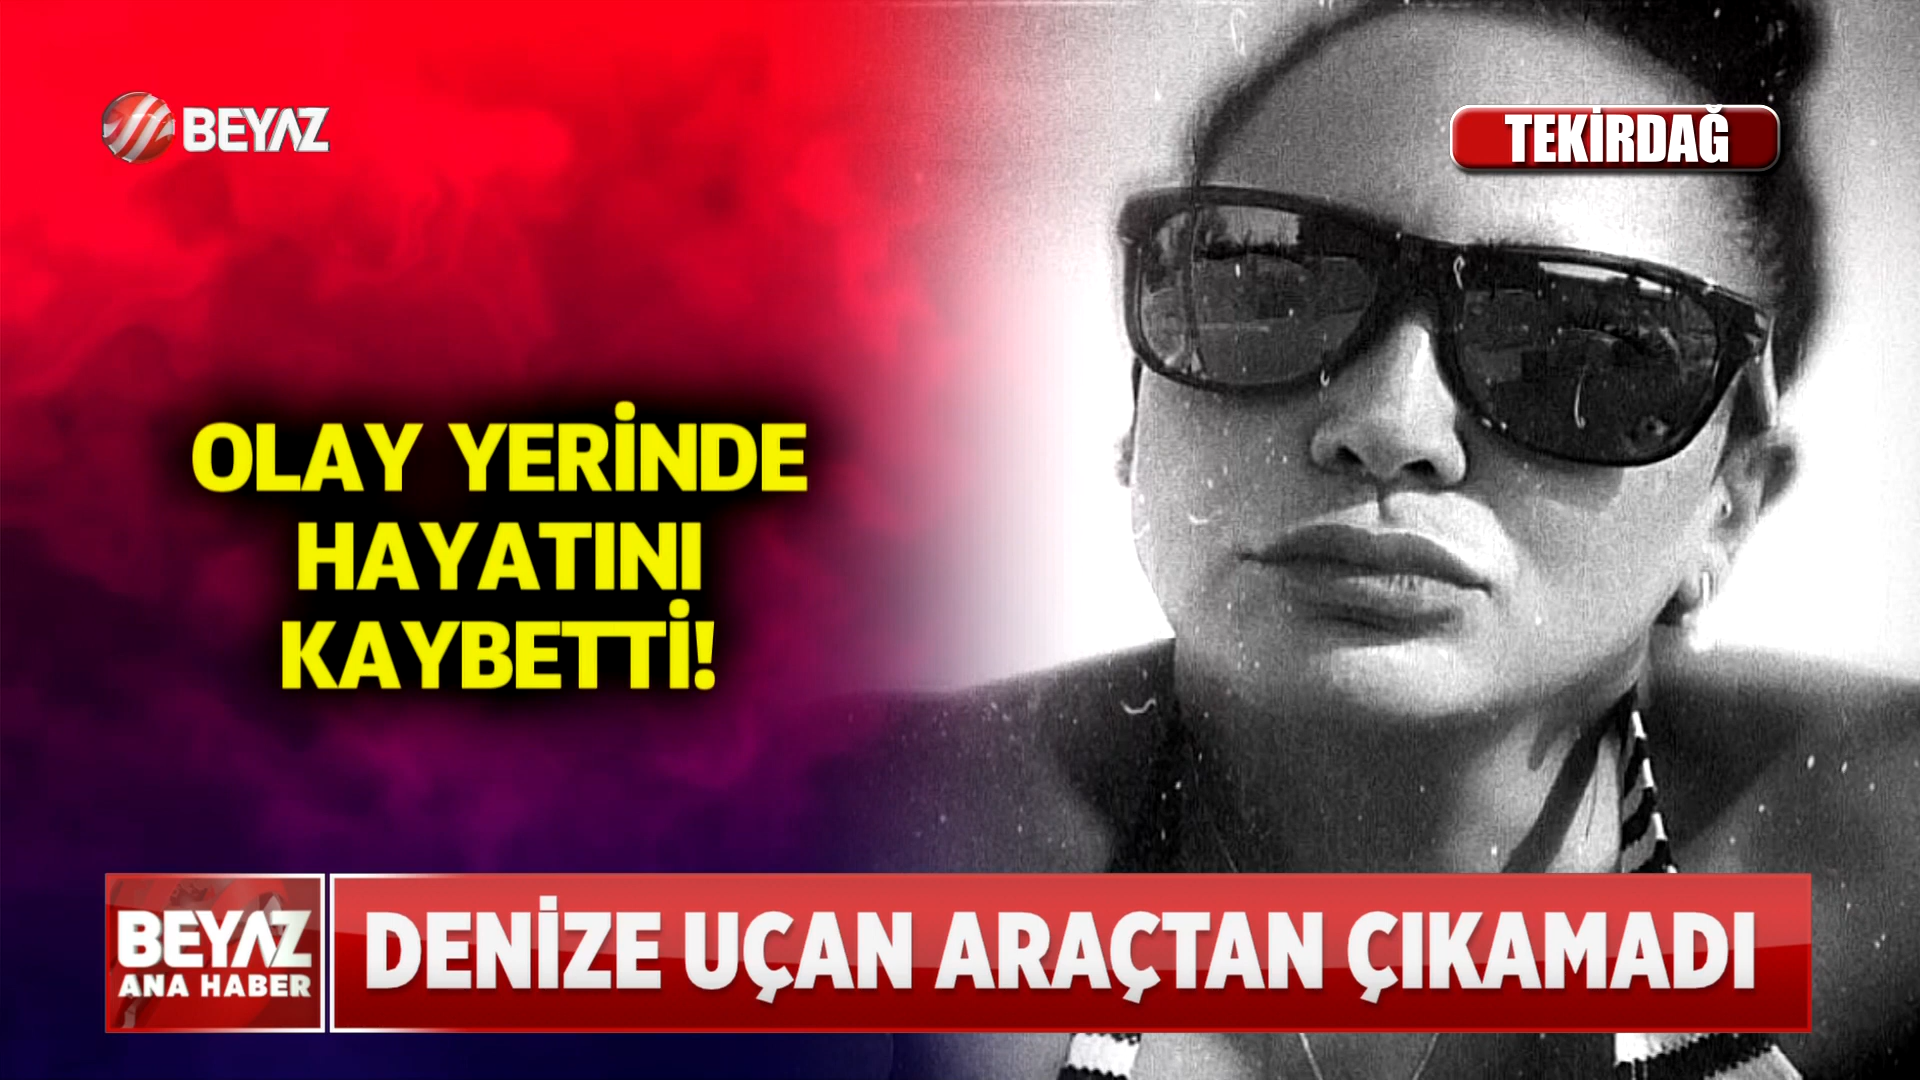 BEYAZ
TEKİRDAĞ
OLAY YERİNDE
HAYATINI
KAYBETTİ!
BEYAZ
ANA HABER
DENİZE UÇAN ARAÇTAN ÇIKAMADI